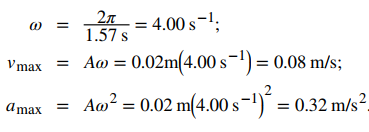 ω = 2π / 1.57 s = 4.00 s⁻¹;
v_max = Aω = 0.02m(4.00 s⁻¹) = 0.08 m/s;
a_max = Aω² = 0.02 m(4.00 s⁻¹)² = 0.32 m/s².